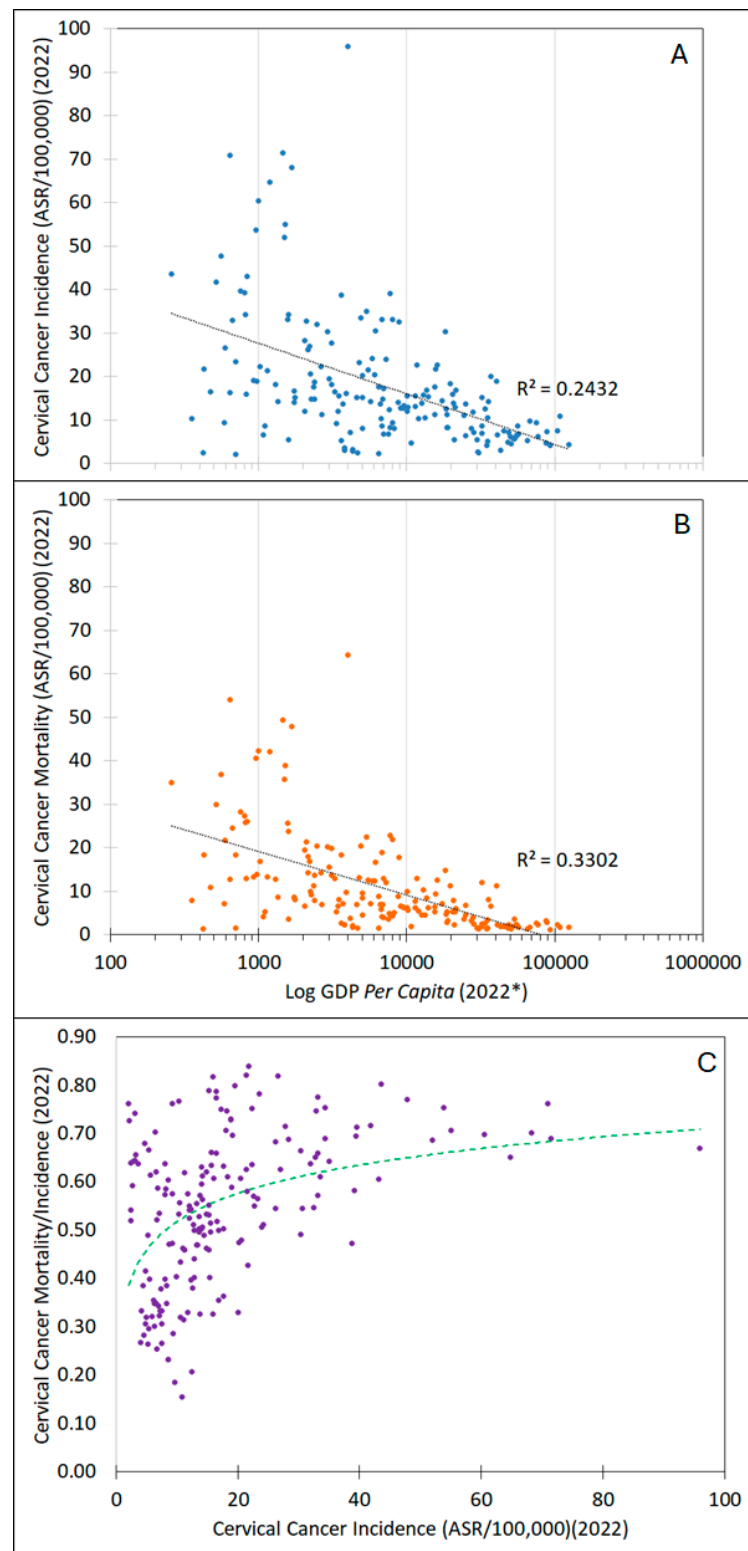 A
Cervical Cancer Incidence (ASR/100,000) (2022)
100
90
80
70
60
50
40
30
20
10
0
R² = 0.2432
B
Cervical Cancer Mortality (ASR/100,000) (2022)
100
90
80
70
60
50
40
30
20
10
0
R² = 0.3302
100 1000 10000 100000 1000000
Log GDP Per Capita (2022*)
C
Cervical Cancer Mortality/Incidence (2022)
0.90
0.80
0.70
0.60
0.50
0.40
0.30
0.20
0.10
0.00
0 20 40 60 80 100
Cervical Cancer Incidence (ASR/100,000)(2022)